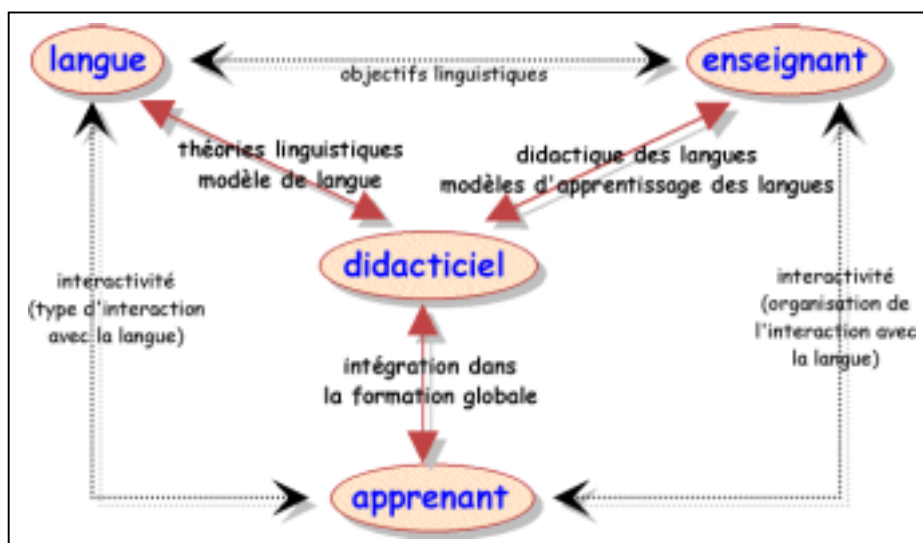 langue
enseignant
objectifs linguistiques
théories linguistiques
modèle de langue
didactique des langues
modèles d'apprentissage des langues
didacticiel
interactivité
(type d'interaction
avec la langue)
interactivité
(organisation de
l'interaction avec
la langue)
intégration dans
la formation globale
apprenant